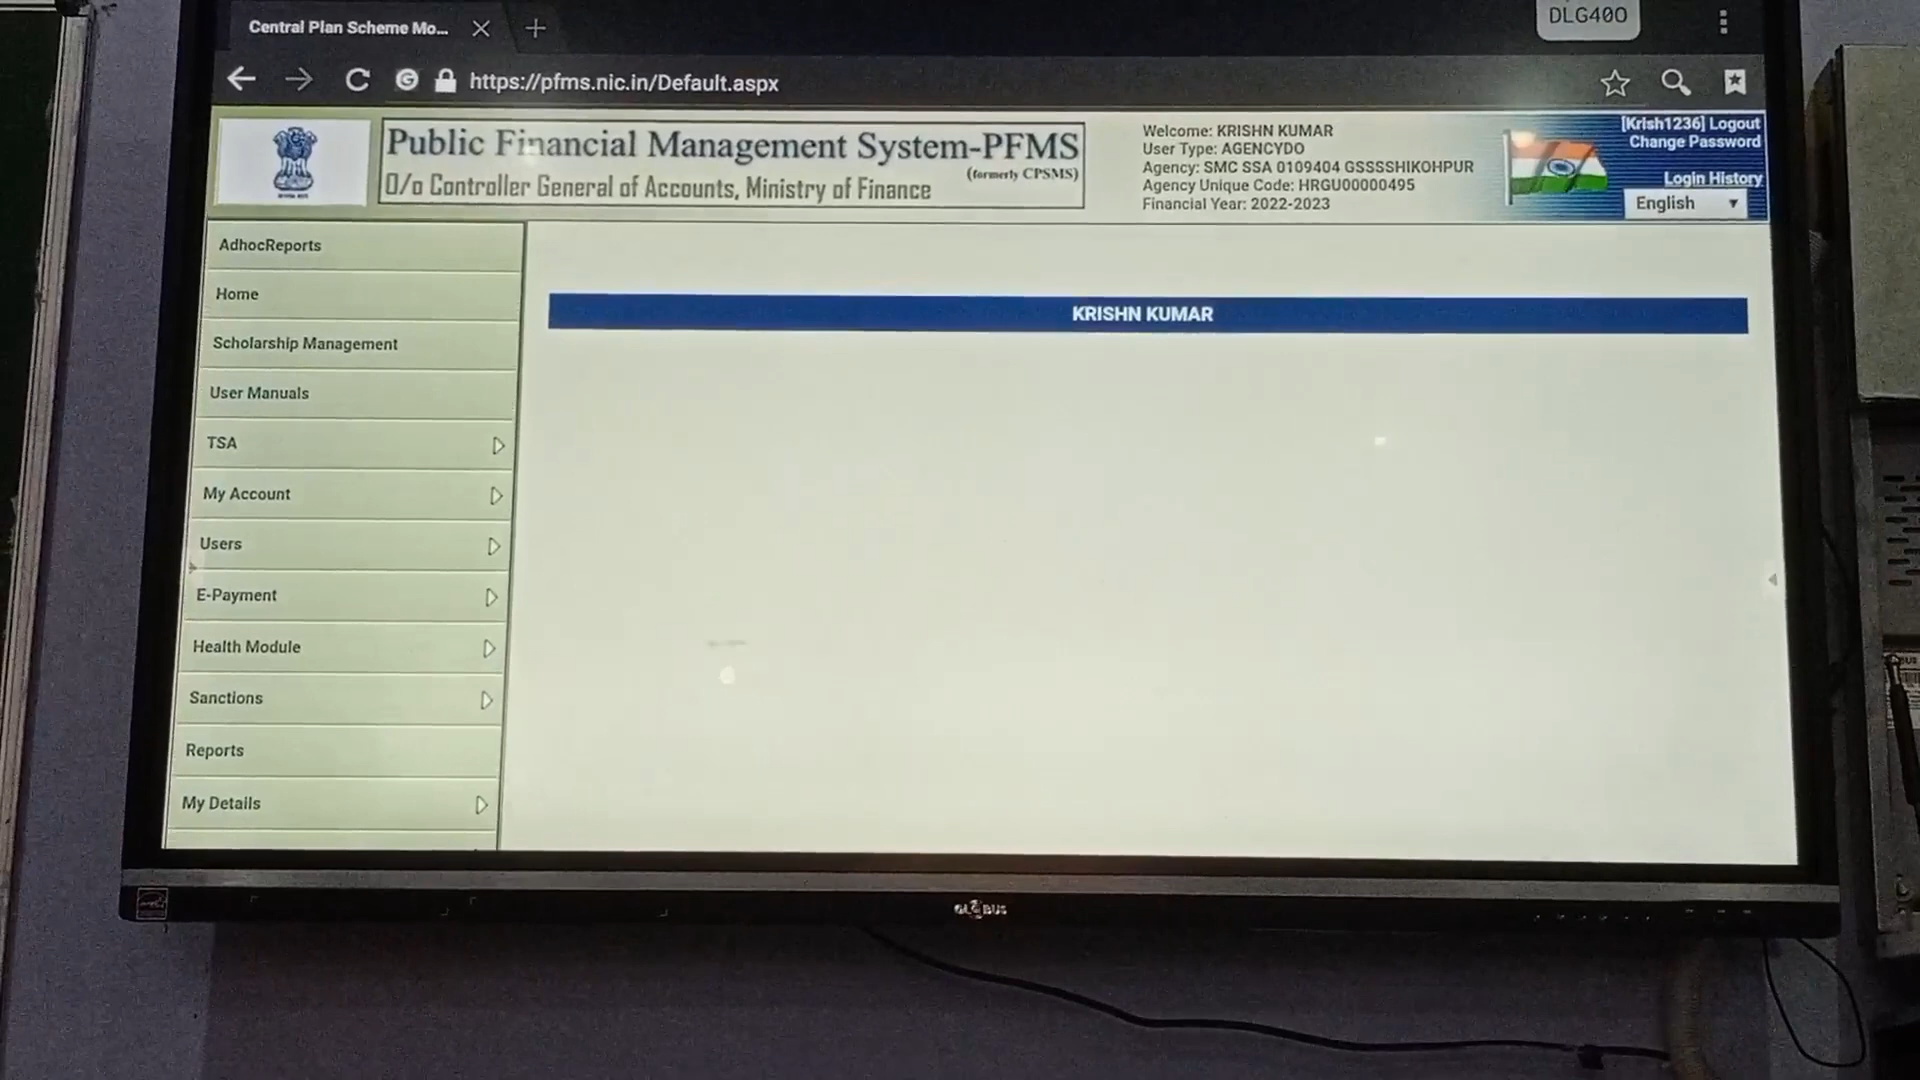 Central Plan Scheme Mo...
DLG40O
https://pfms.nic.in/Default.aspx
Public Financial Management System-PFMS
(formerly CPSMS)
O/o Controller General of Accounts, Ministry of Finance
Welcome: KRISHN KUMAR
User Type: AGENCYDO
Agency: SMC SSA 0109404 GSSSSHIKOHPUR
Agency Unique Code: HRGU00000495
Financial Year: 2022-2023
[Krish1236] Logout
Change Password
Login History
English
AdhocReports
Home
Scholarship Management
User Manuals
TSA
My Account
Users
E-Payment
Health Module
Sanctions
Reports
My Details
KRISHN KUMAR
GLOBUS